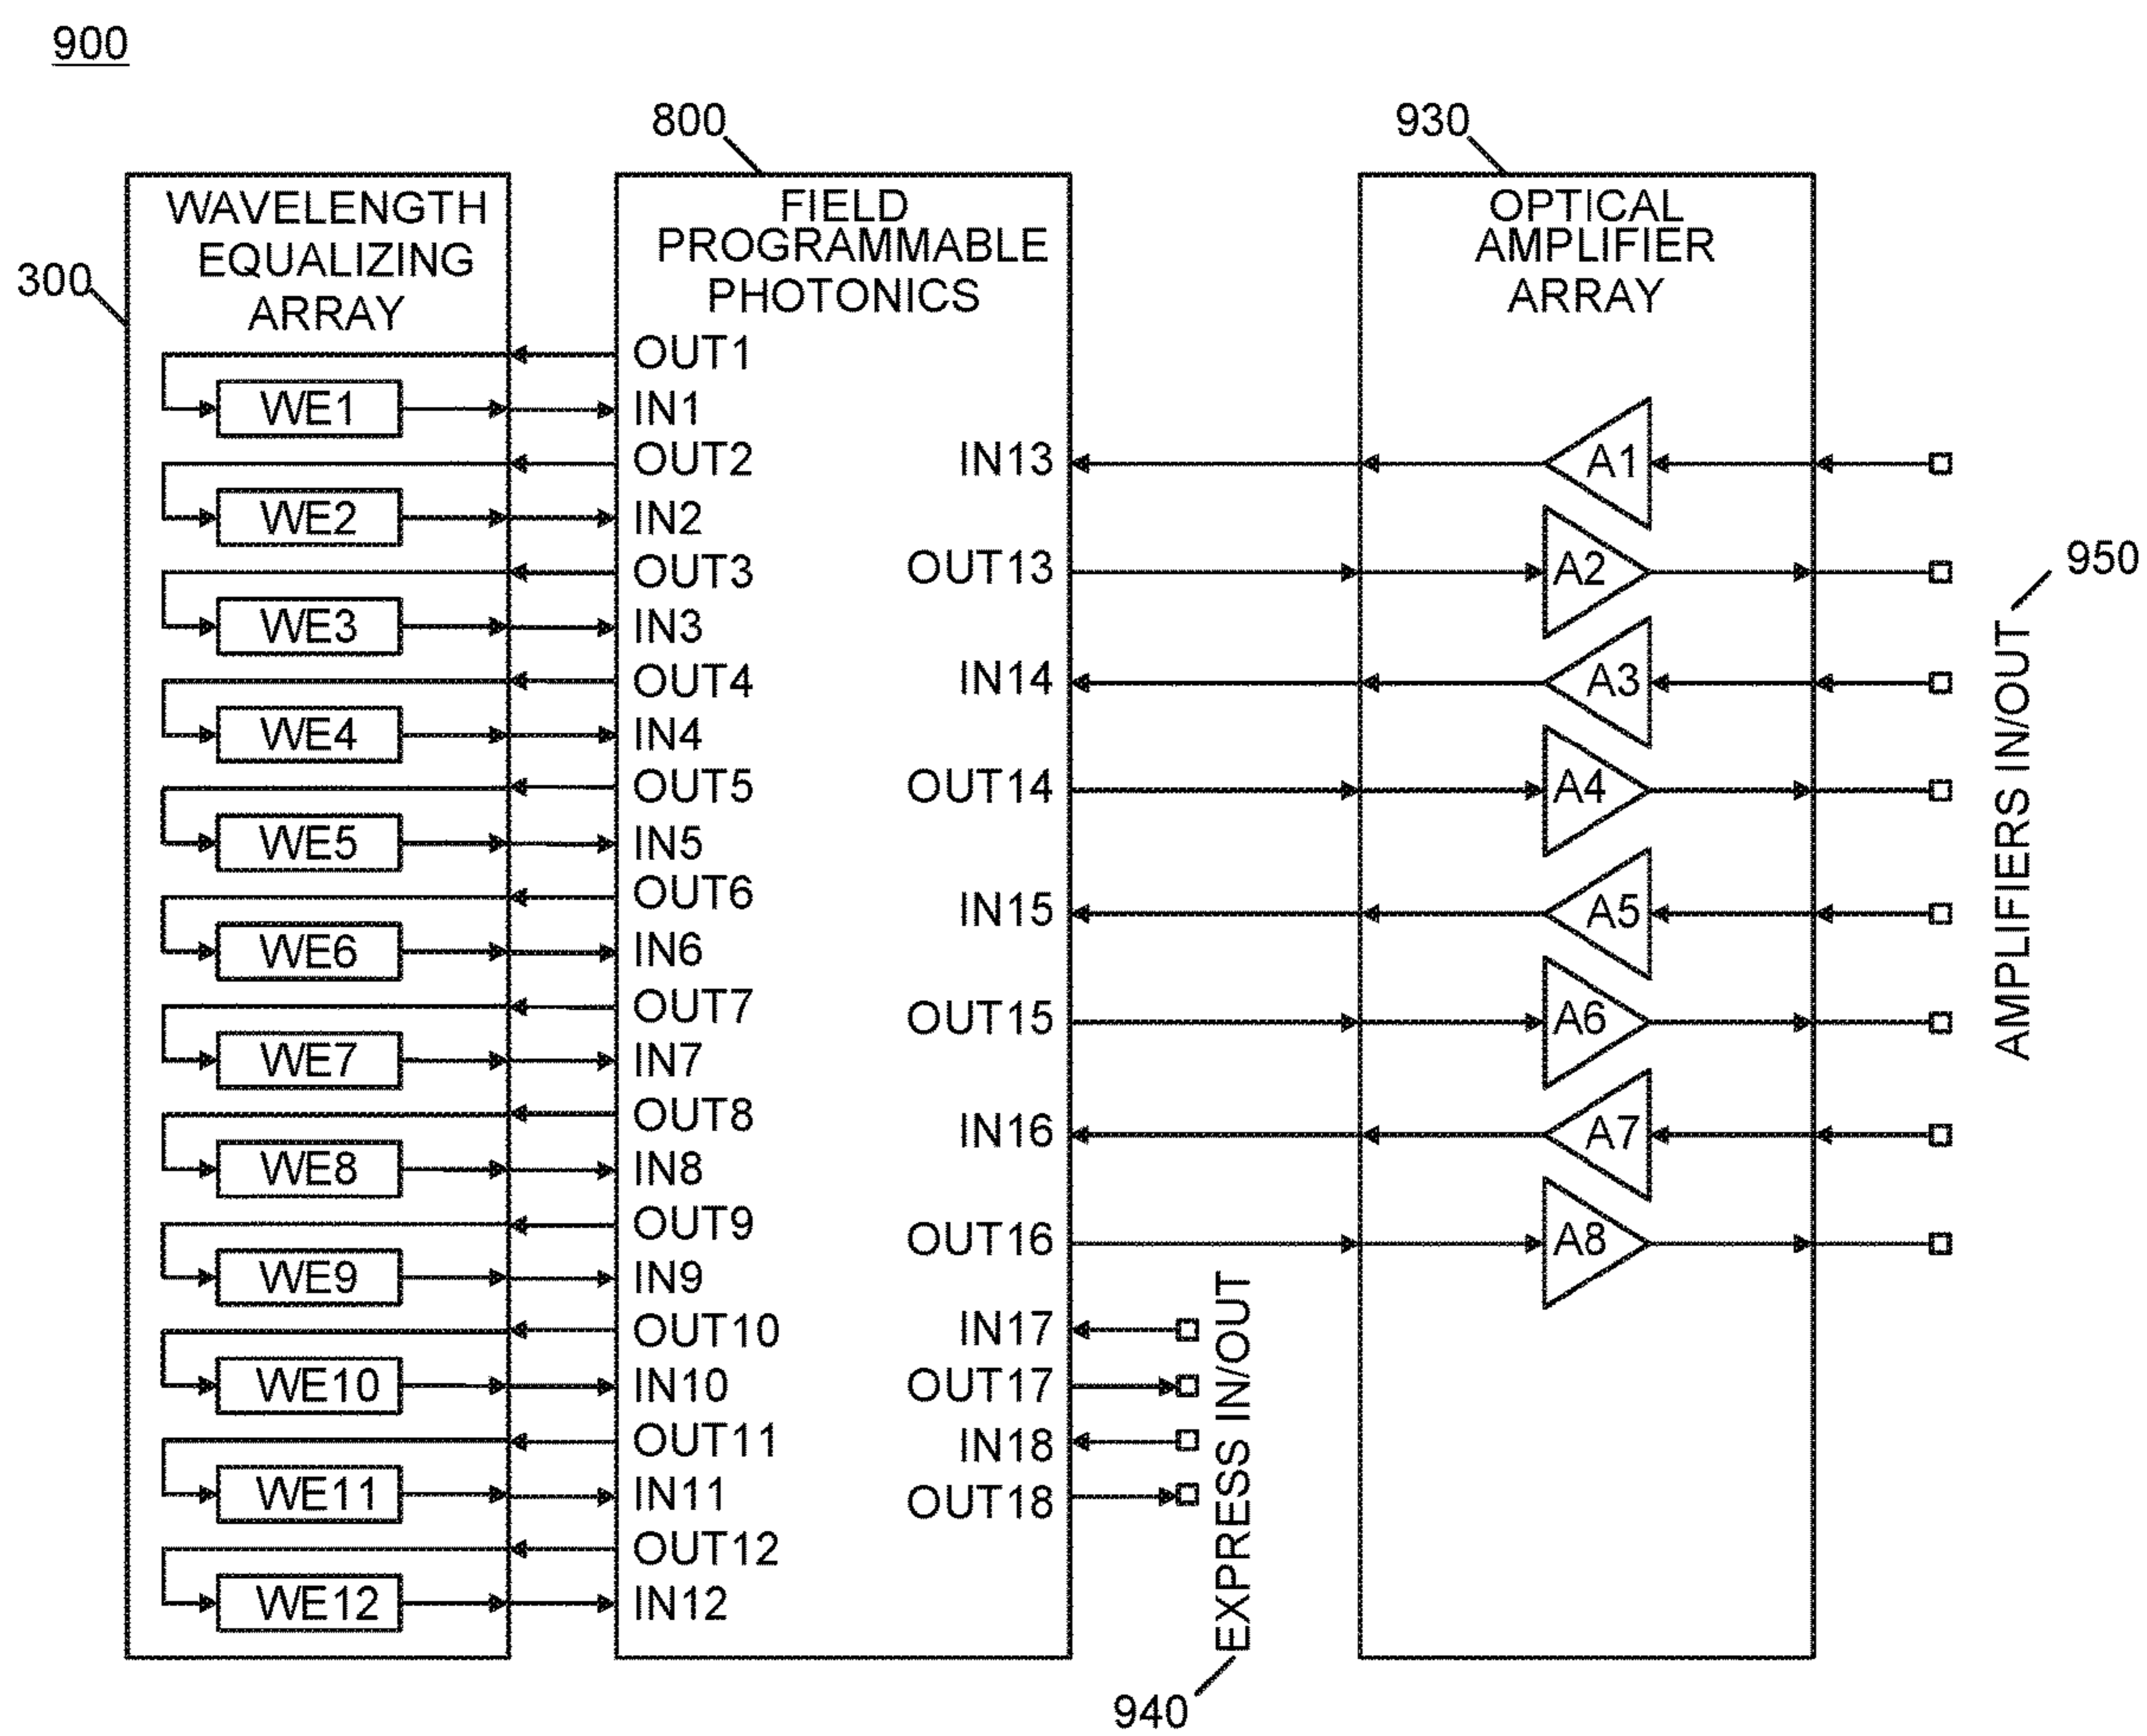 900
800
930
300
WAVELENGTH
EQUALIZING
ARRAY
WE1
WE2
WE3
WE4
WE5
WE6
WE7
WE8
WE9
WE10
WE11
WE12
FIELD
PROGRAMMABLE
PHOTONICS
OUT1
IN1
OUT2
IN2
OUT3
IN3
OUT4
IN4
OUT5
IN5
OUT6
IN6
OUT7
IN7
OUT8
IN8
OUT9
IN9
OUT10
IN10
OUT11
IN11
OUT12
IN12
IN13
OUT13
IN14
OUT14
IN15
OUT15
IN16
OUT16
IN17
OUT17
IN18
OUT18
EXPRESS IN/OUT
940
OPTICAL
AMPLIFIER
ARRAY
A1
A2
A3
A4
A5
A6
A7
A8
950
AMPLIFIERS IN/OUT